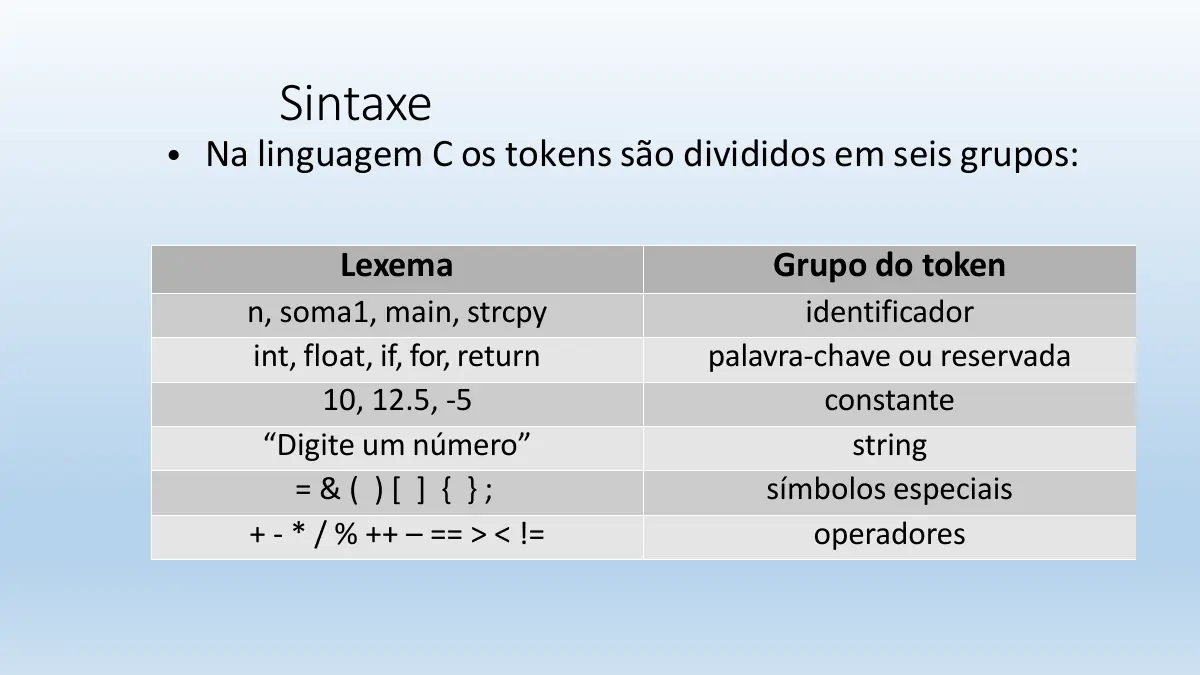 Sintaxe
• Na linguagem C os tokens são divididos em seis grupos:
Lexema Grupo do token
n, soma1, main, strcpy identificador
int, float, if, for, return palavra-chave ou reservada
10, 12.5, -5 constante
“Digite um número” string
= & ( ) [ ] { } ; símbolos especiais
+ - * / % ++ – == > < != operadores